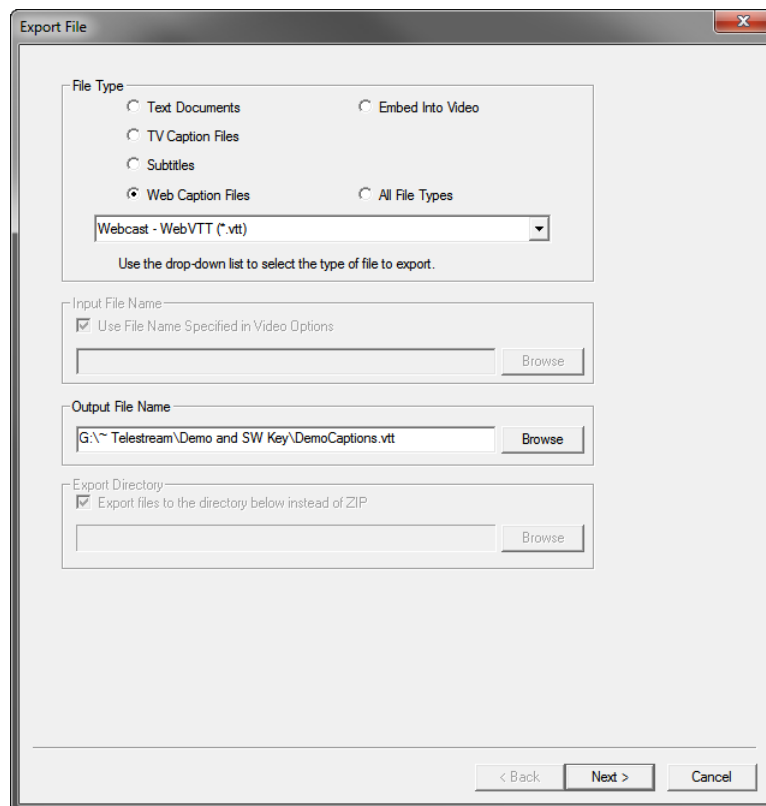 Export File
x
File Type
Text Documents
Embed Into Video
TV Caption Files
Subtitles
Web Caption Files
All File Types
Webcast - WebVTT (*.vtt)
Use the drop-down list to select the type of file to export.
Input File Name
Use File Name Specified in Video Options
Browse
Output File Name
G:\~ Telestream\Demo and SW Key\DemoCaptions.vtt
Browse
Export Directory
Export files to the directory below instead of ZIP
Browse
< Back
Next >
Cancel